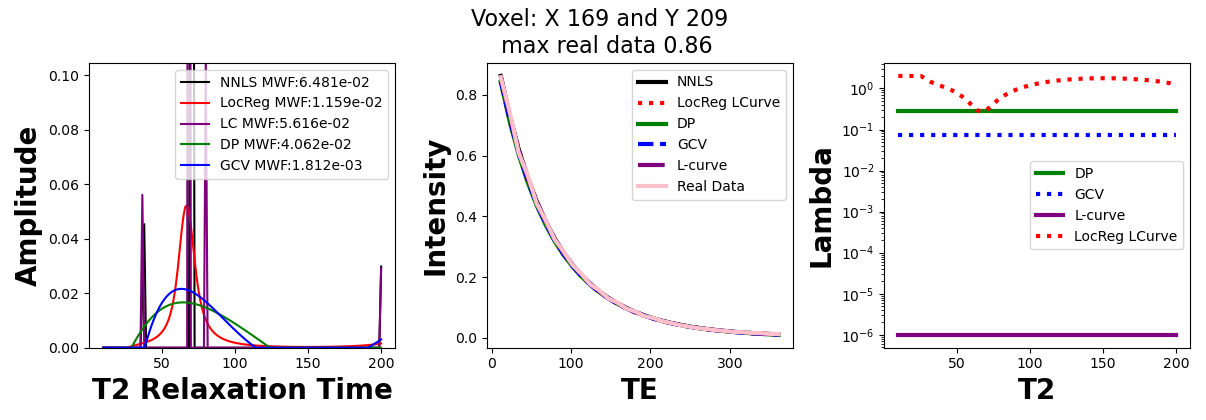 Voxel: X 169 and Y 209
max real data 0.86
Amplitude
0.10
0.08
0.06
0.04
0.02
0.00
50
100
150
200
T2 Relaxation Time
NNLS MWF:6.481e-02
LocReg MWF:1.159e-02
LC MWF:5.616e-02
DP MWF:4.062e-02
GCV MWF:1.812e-03
Intensity
0.8
0.6
0.4
0.2
0.0
0
100
200
300
TE
NNLS
LocReg LCurve
DP
GCV
L-curve
Real Data
Lambda
10⁰
10⁻¹
10⁻²
10⁻³
10⁻⁴
10⁻⁵
10⁻⁶
50
100
150
200
T2
DP
GCV
L-curve
LocReg LCurve